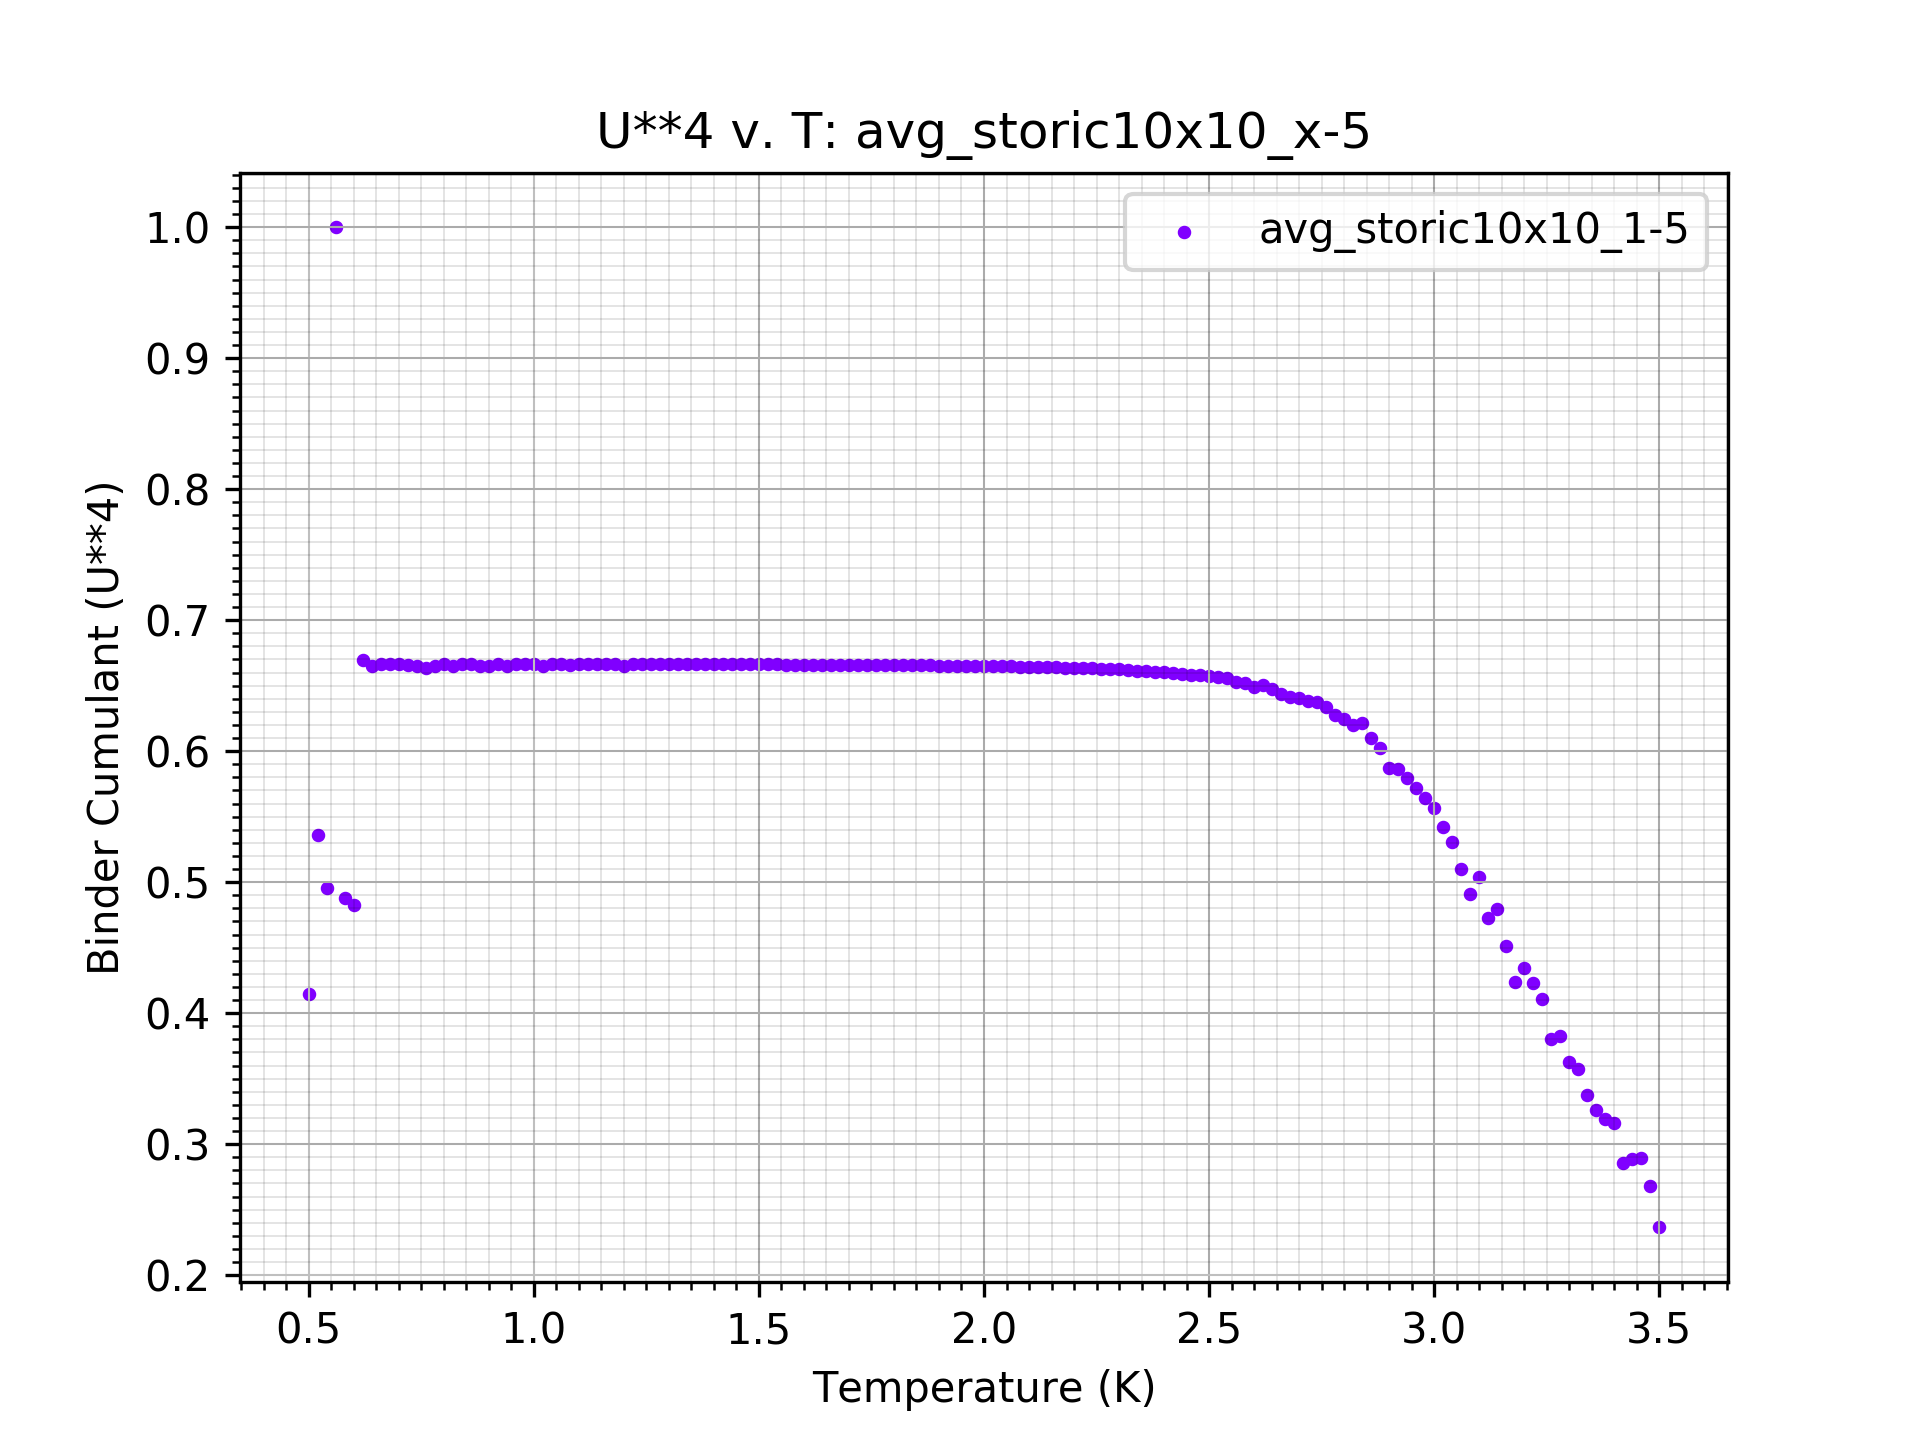 U**4 v. T: avg_storic10x10_x-5
avg_storic10x10_1-5
Binder Cumulant (U**4)
1.0
0.9
0.8
0.7
0.6
0.5
0.4
0.3
0.2
0.5 1.0 1.5 2.0 2.5 3.0 3.5
Temperature (K)